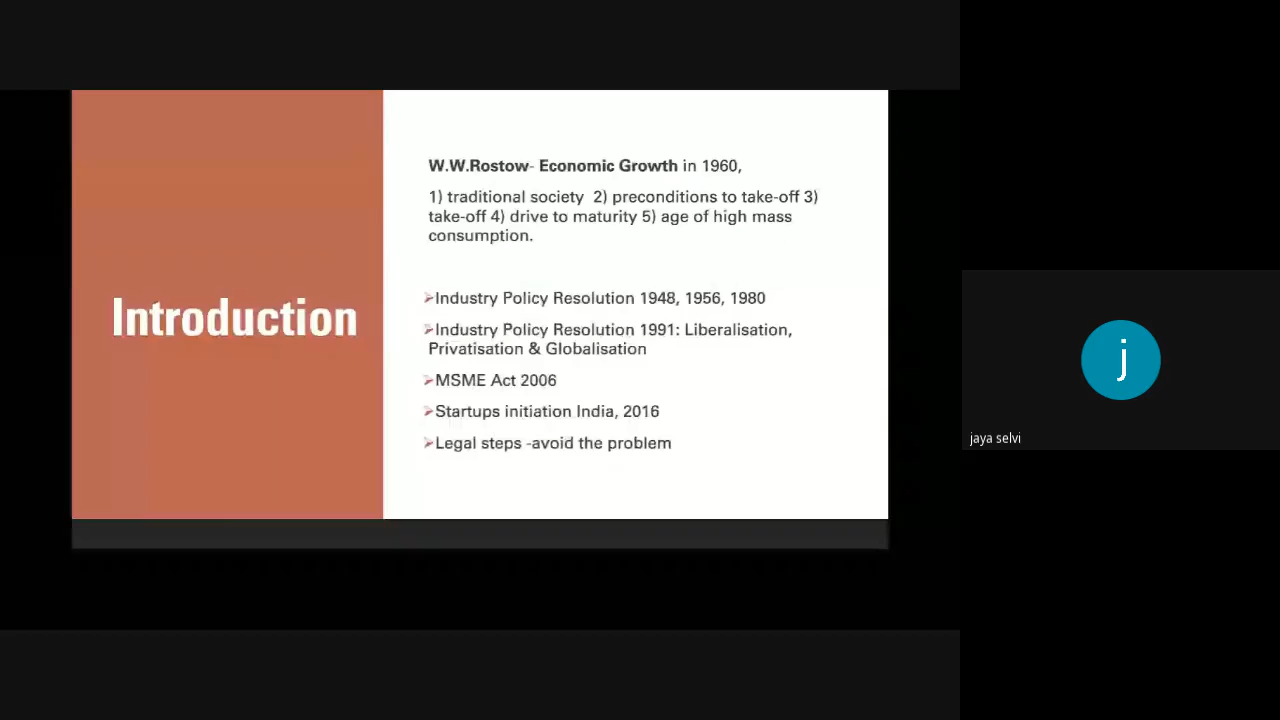 Introduction
W.W.Rostow- Economic Growth in 1960,
1) traditional society 2) preconditions to take-off 3)
take-off 4) drive to maturity 5) age of high mass
consumption.
➢Industry Policy Resolution 1948, 1956, 1980
➢Industry Policy Resolution 1991: Liberalisation,
Privatisation & Globalisation
➢MSME Act 2006
➢Startups initiation India, 2016
➢Legal steps -avoid the problem
j
jaya selvi